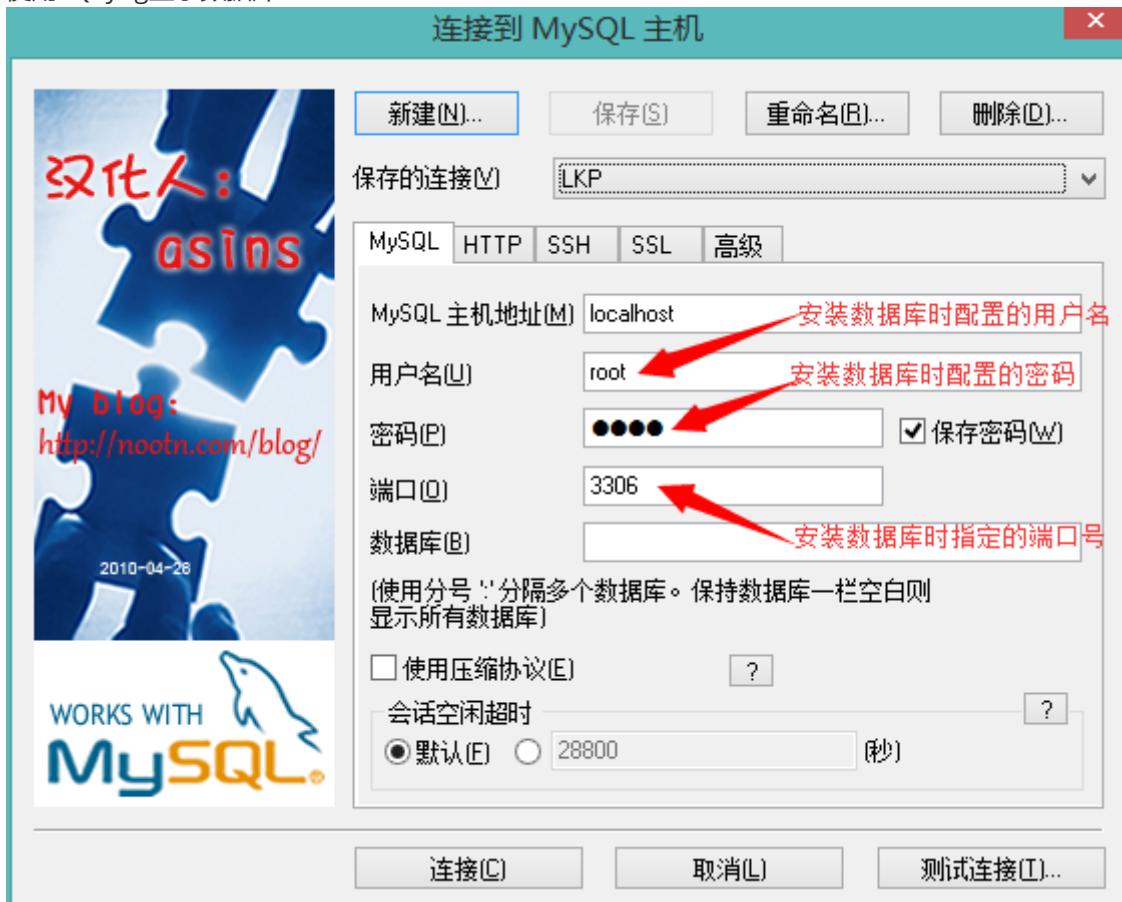 连接到 MySQL 主机
新建(N)... 保存(S) 重命名(R)... 删除(D)...
保存的连接(V) LKP
MySQL HTTP SSH SSL 高级
MySQL 主机地址(M) localhost 安装数据库时配置的用户名
用户名(U) root 安装数据库时配置的密码
密码(P) ●●●● 保存密码(W)
端口(O) 3306
数据库(B) 安装数据库时指定的端口号
(使用分号 ';' 分隔多个数据库。保持数据库一栏空白则
显示所有数据库)
使用压缩协议(E) ?
会话空闲超时 ?
默认(F) 28800 (秒)
连接(C) 取消(L) 测试连接(T)...
汉化人:
asins
My blog:
http://nootn.com/blog/
2010-04-28
WORKS WITH
MySQL®